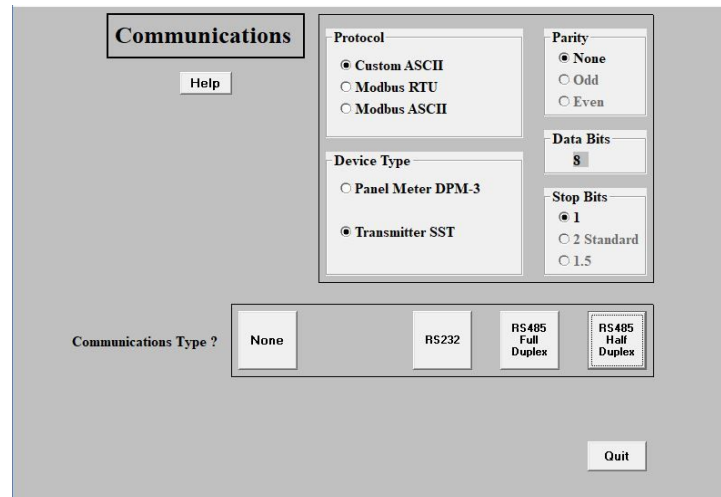 Communications
Help
Protocol
Custom ASCII
Modbus RTU
Modbus ASCII
Device Type
Panel Meter DPM-3
Transmitter SST
Parity
None
Odd
Even
Data Bits
8
Stop Bits
1
2 Standard
1.5
Communications Type ?
None
RS232
RS485
Full
Duplex
RS485
Half
Duplex
Quit